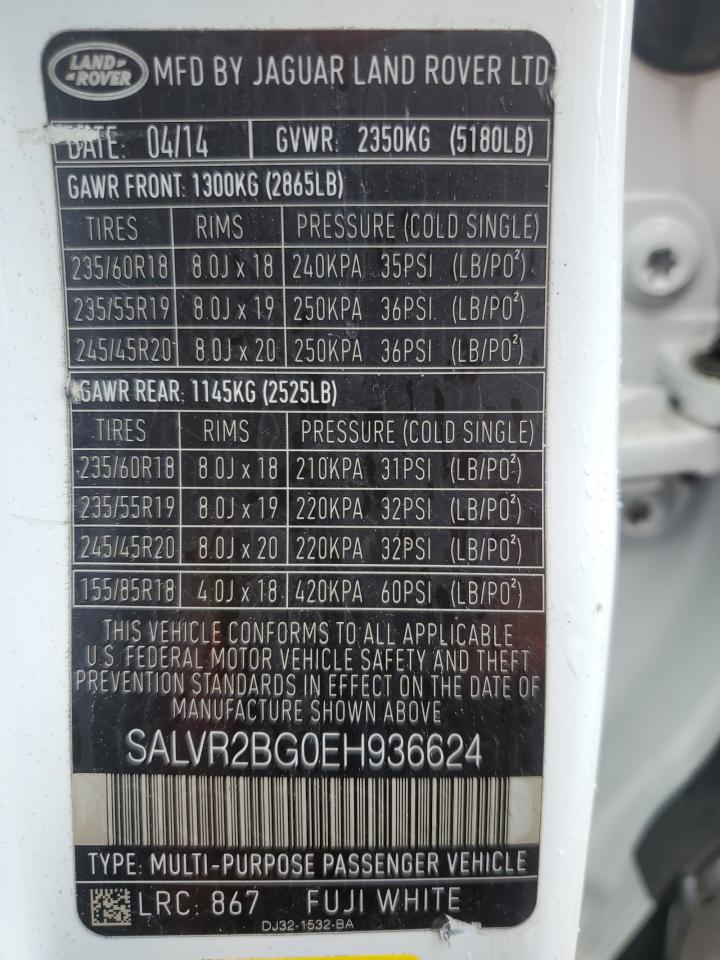 LAND ROVER MFD BY JAGUAR LAND ROVER LTD
DATE: 04/14 GVWR: 2350KG (5180LB)
GAWR FRONT: 1300KG (2865LB)
TIRES RIMS PRESSURE (COLD SINGLE)
235/60R18 8.0J x 18 240KPA 35PSI (LB/PO²)
235/55R19 8.0J x 19 250KPA 36PSI (LB/PO²)
245/45R20 8.0J x 20 250KPA 36PSI (LB/PO²)
GAWR REAR: 1145KG (2525LB)
TIRES RIMS PRESSURE (COLD SINGLE)
235/60R18 8.0J x 18 210KPA 31PSI (LB/PO²)
235/55R19 8.0J x 19 220KPA 32PSI (LB/PO²)
245/45R20 8.0J x 20 220KPA 32PSI (LB/PO²)
155/85R18 4.0J x 18 420KPA 60PSI (LB/PO²)
THIS VEHICLE CONFORMS TO ALL APPLICABLE
U.S. FEDERAL MOTOR VEHICLE SAFETY AND THEFT
PREVENTION STANDARDS IN EFFECT ON THE DATE OF
MANUFACTURE SHOWN ABOVE
SALVR2BG0EH936624
TYPE: MULTI-PURPOSE PASSENGER VEHICLE
LRC: 867 FUJI WHITE
DJ32-1532-BA